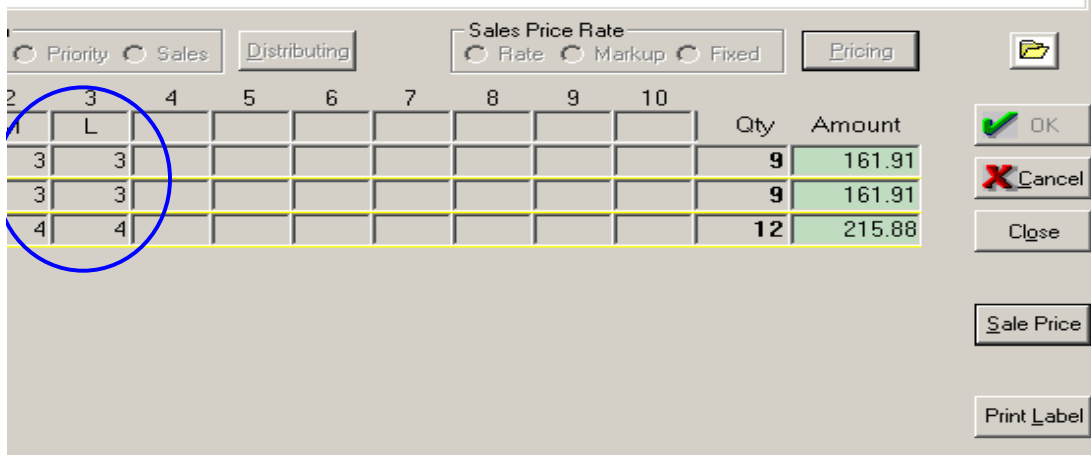 Sales Price Rate
Priority Sales Distributing Rate Markup Fixed Pricing
2 3 4 5 6 7 8 9 10
L Qty Amount OK
3 3 9 161.91
Cancel
3 3 9 161.91
4 4 12 215.88 Close
Sale Price
Print Label